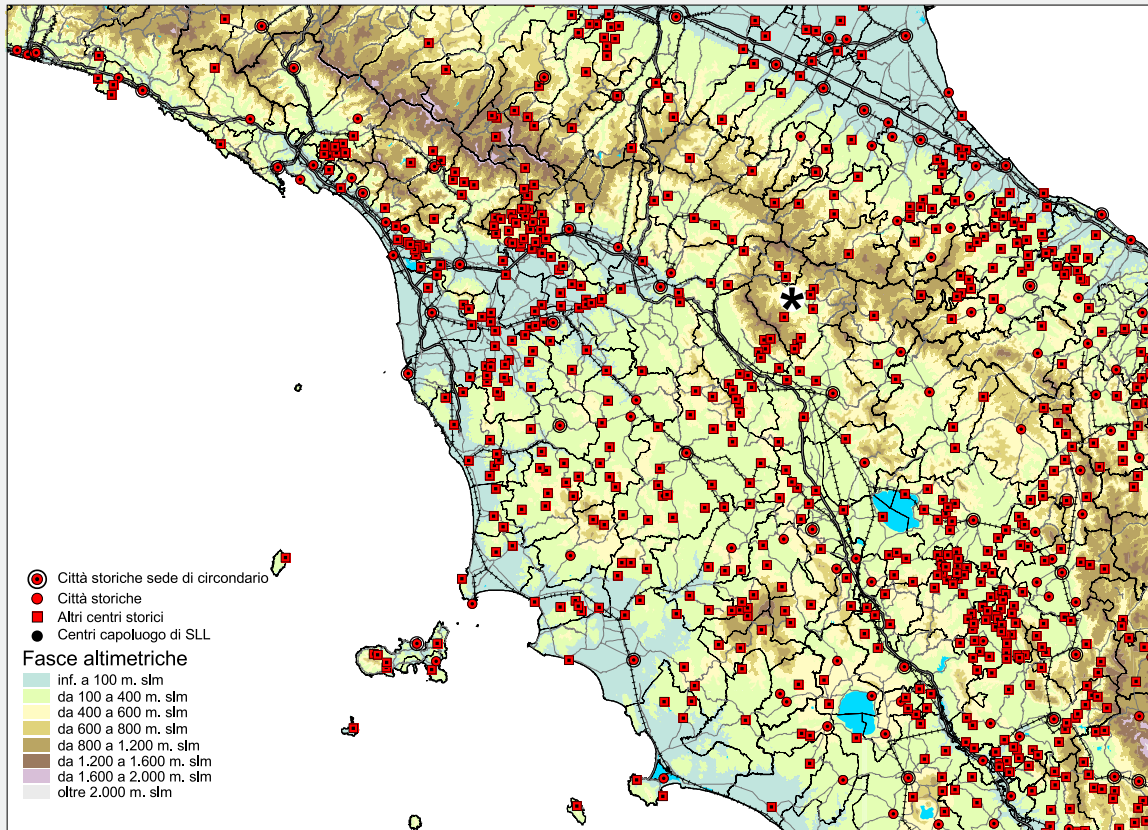 *
Città storiche sede di circondario
Città storiche
Altri centri storici
Centri capoluogo di SLL
Fasce altimetriche
inf. a 100 m. slm
da 100 a 400 m. slm
da 400 a 600 m. slm
da 600 a 800 m. slm
da 800 a 1.200 m. slm
da 1.200 a 1.600 m. slm
da 1.600 a 2.000 m. slm
oltre 2.000 m. slm